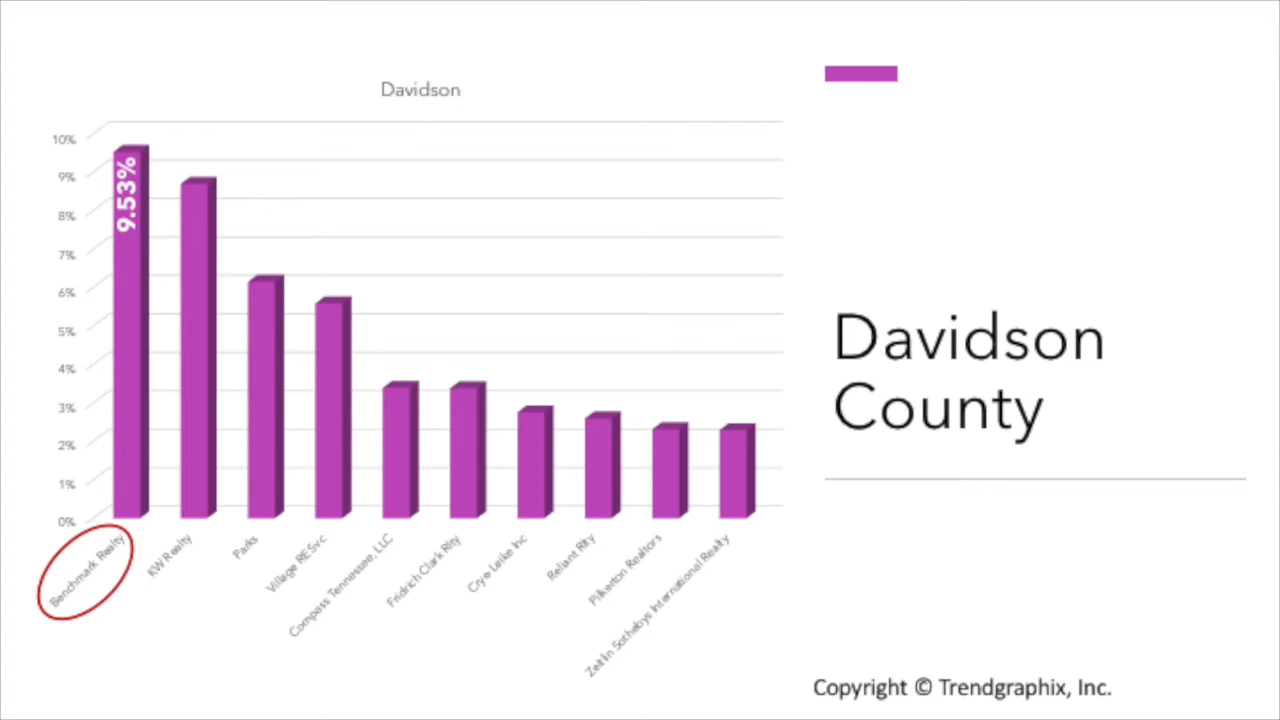 Davidson
10%
9%
8%
7%
6%
5%
4%
3%
2%
1%
0%
9.53%
Benchmark Realty
KW Realty
Parks
Village RE Svc
Compass Tennessee, LLC
Fridrich Clark Rlty
Crye-Leike Inc
Reliant Rlty
Pilkerton Realtors
Zeitlin Sothebys International Realty
Davidson
County
Copyright © Trendgraphix, Inc.